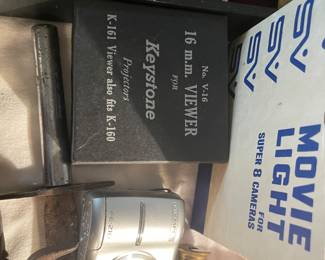 No. V-16
16 m.m. VIEWER
FOR
Keystone
Projectors
K-161 Viewer also fits K-160
SV SV SV
MOVIE
LIGHT
FOR
SUPER 8 CAMERAS